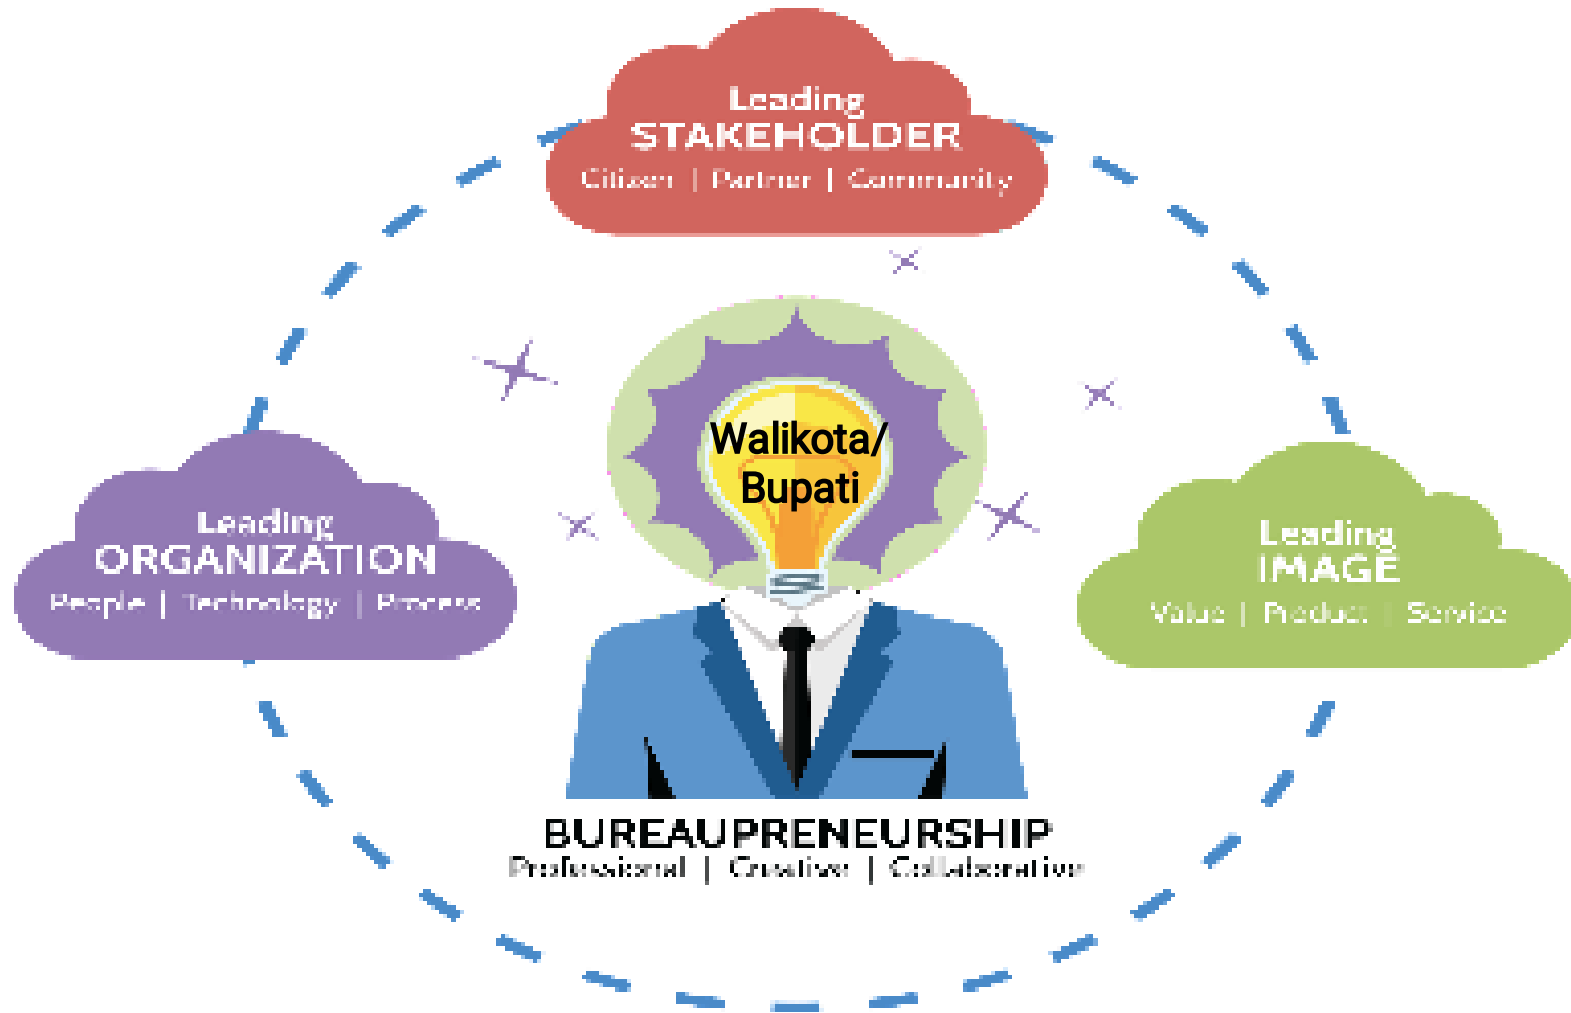 Leading
STAKEHOLDER
Citizen | Partner | Community
Walikota/
Bupati
Leading
ORGANIZATION
People | Technology | Process
Leading
IMAGE
Value | Product | Service
BUREAUPRENEURSHIP
Professional | Creative | Collaborative